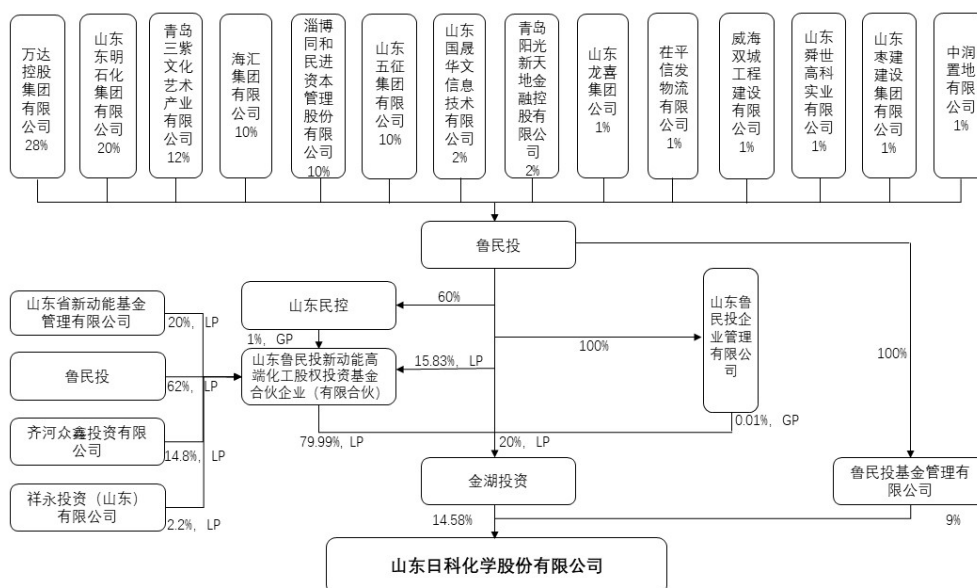 万达
控股
集团
有限
公司
28%
山东
东明
石化
集团
有限
公司
20%
青岛
三紫
文化
艺术
产业
有限
公司
12%
海汇
集团
有限
公司
10%
淄博
同和
民进
资本
管理
股份
有限
公司
10%
山东
五征
集团
有限
公司
10%
山东
国晟
华文
信息
技术
有限
公司
2%
青岛
阳光
新天
地金
融控
股有
限公
司
2%
山东
龙喜
集团
公司
1%
茌平
信发
物流
有限
公司
1%
威海
双城
工程
建设
有限
公司
1%
山东
舜世
高科
实业
有限
公司
1%
山东
枣建
建设
集团
有限
公司
1%
中润
置地
有限
公司
1%
鲁民投
山东省新动能基金
管理有限公司
20%, LP
鲁民投
62%, LP
齐河众鑫投资有限
公司
14.8%, LP
祥永投资（山东）
有限公司
2.2%, LP
山东民控
60%
1%, GP
山东鲁民投新动能高
端化工股权投资基金
合伙企业（有限合伙）
15.83%, LP
79.99%, LP
100%
山东鲁
民投企
业管理
有限公
司
0.01%, GP
100%
20%, LP
金湖投资
14.58%
鲁民投基金管理有
限公司
9%
山东日科化学股份有限公司